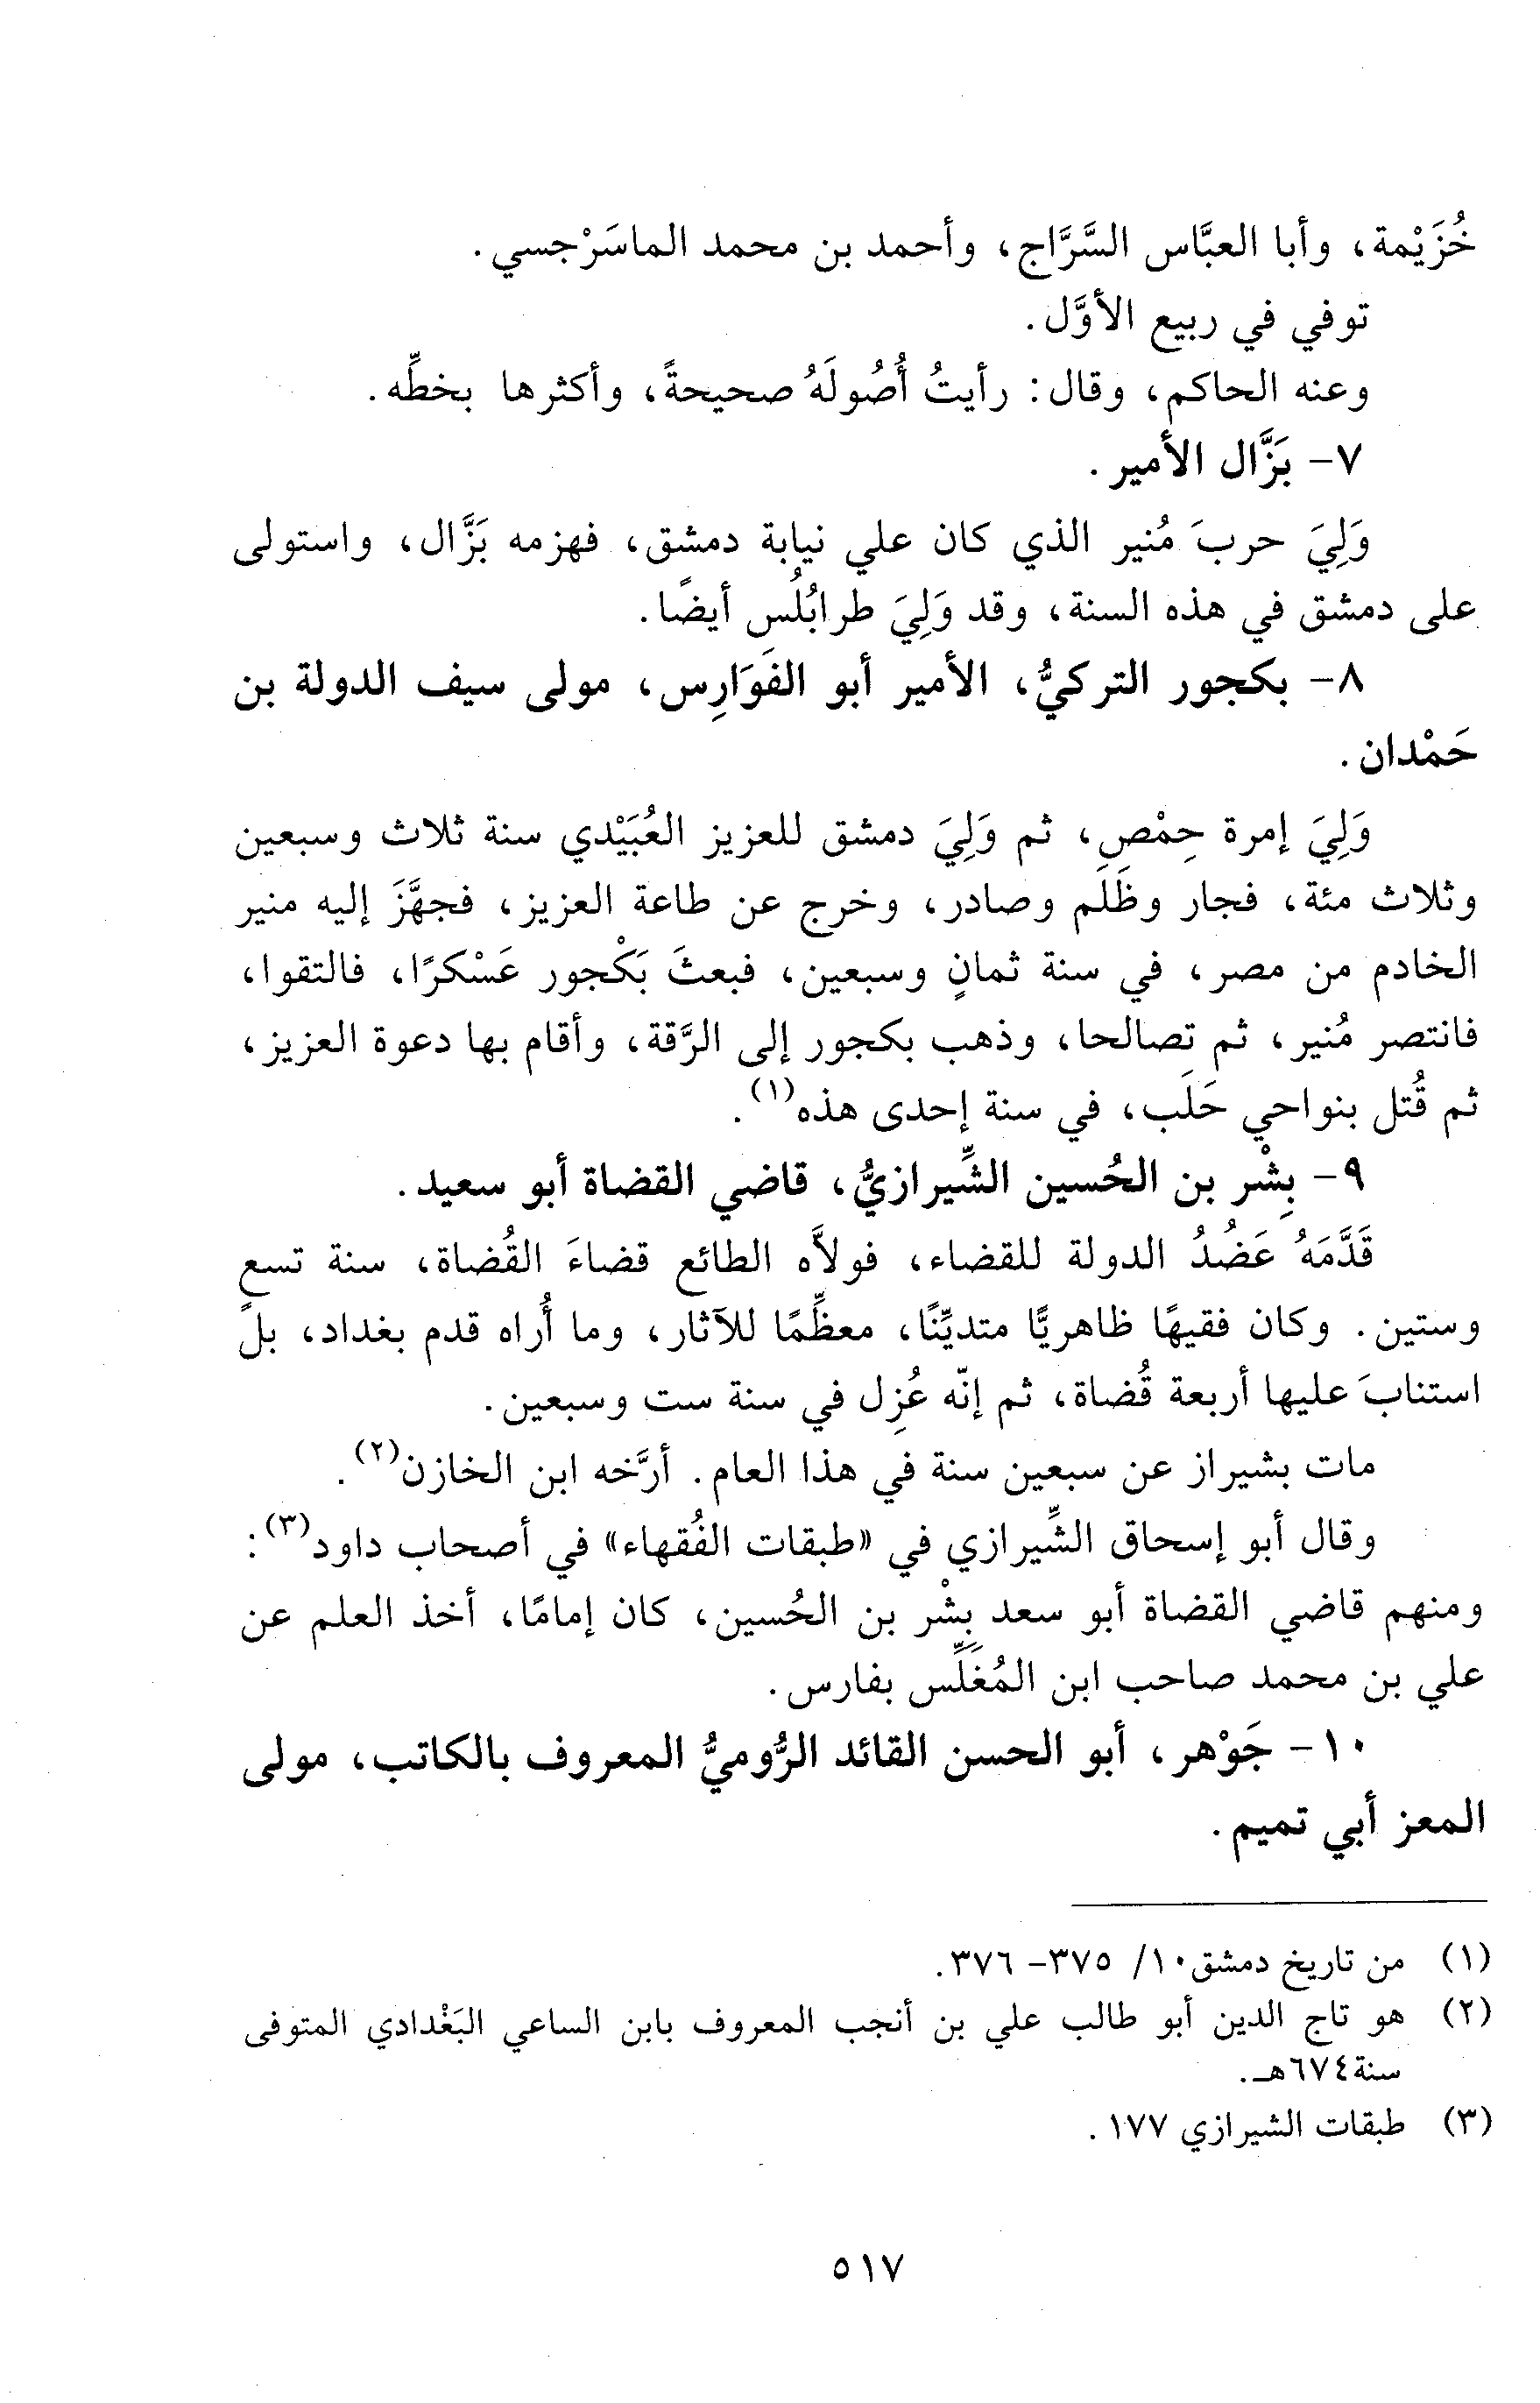 خُزَيْمة، وأبا العبَّاس السَّرَّاج، وأحمد بن محمد الماسَرْجسي.
توفي في ربيع الأوَّل.
وعنه الحاكم، وقال: رأيتُ أُصُولَهُ صحيحةً، وأكثرها بخطِّه.
٧- بَزَّال الأمير.
وَلِيَ حربَ مُنير الذي كان علي نيابة دمشق، فهزمه بَزَّال، واستولى
على دمشق في هذه السنة، وقد وَلِيَ طرابُلُس أيضًا.
٨- بكجور التركيُّ، الأمير أبو الفَوَارِس، مولى سيف الدولة بن
حَمْدان.
وَلِيَ إمرة حِمْصِ، ثم وَلِيَ دمشق للعزيز العُبَيْدي سنة ثلاث وسبعين
وثلاث مئة، فجار وظَلَم وصادر، وخرج عن طاعة العزيز، فجهَّزَ إليه منير
الخادم من مصر، في سنة ثمانٍ وسبعين، فبعثَ بَكْجور عَسْكرًا، فالتقوا،
فانتصر مُنير، ثم تصالحا، وذهب بكجور إلى الرَّقة، وأقام بها دعوة العزيز،
ثم قُتل بنواحي حَلَب، في سنة إحدى هذه(١).
٩- بِشْر بن الحُسين الشِّيرازيُّ، قاضي القضاة أبو سعيد.
قَدَّمَهُ عَضُدُ الدولة للقضاء، فولاَّه الطائع قضاءَ القُضاة، سنة تسعٍ
وستين. وكان فقيهًا ظاهريًّا متديِّنًا، معظِّمًا للآثار، وما أُراه قدم بغداد، بل
استنابَ عليها أربعة قُضاة، ثم إنّه عُزِل في سنة ست وسبعين.
مات بشيراز عن سبعين سنة في هذا العام. أرَّخه ابن الخازن(٢).
وقال أبو إسحاق الشِّيرازي في «طبقات الفُقهاء» في أصحاب داود(٣):
ومنهم قاضي القضاة أبو سعد بِشْر بن الحُسين، كان إمامًا، أخذ العلم عن
علي بن محمد صاحب ابن المُغَلِّس بفارس.
١٠- جَوْهر، أبو الحسن القائد الرُّوميُّ المعروف بالكاتب، مولى
المعز أبي تميم.
(١) من تاريخ دمشق١٠/ ٣٧٥- ٣٧٦.
(٢) هو تاج الدين أبو طالب علي بن أنجب المعروف بابن الساعي البَغْدادي المتوفى
سنة٦٧٤هـ.
(٣) طبقات الشيرازي ١٧٧.
٥١٧